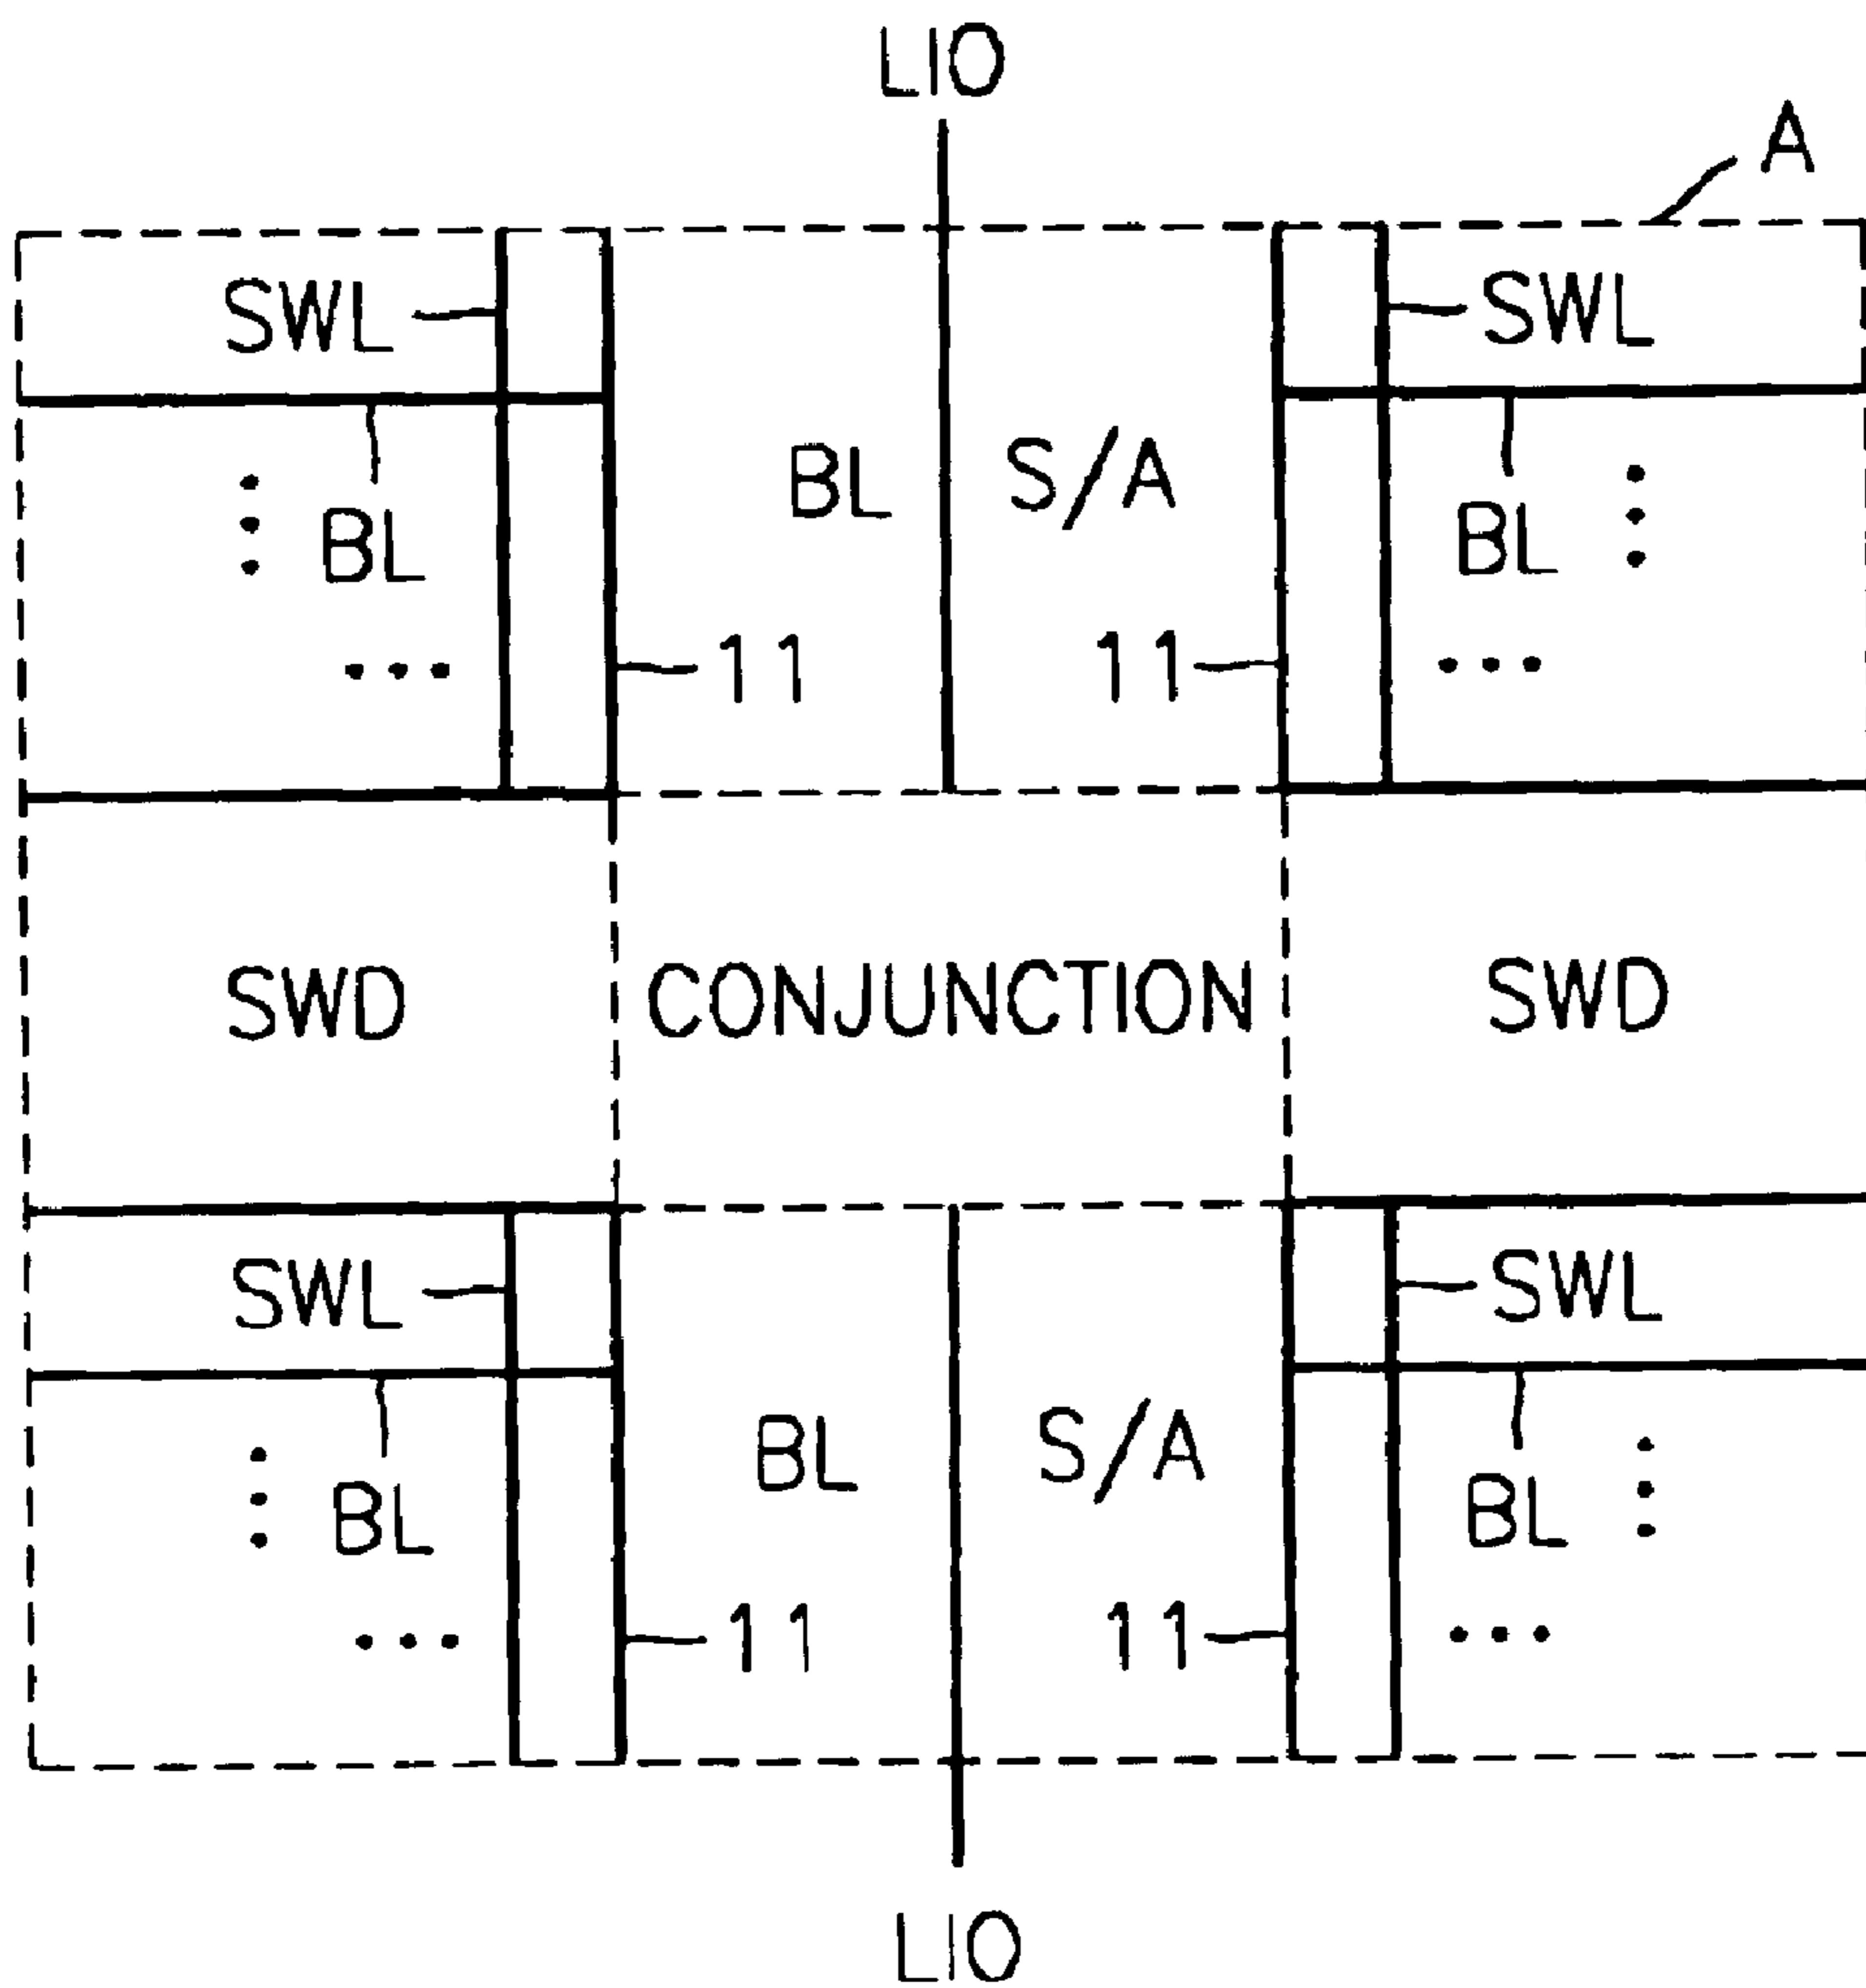 LIO
A
SWL SWL
BL S/A
BL BL
11 11
SWD CONJUNCTION SWD
SWL SWL
BL S/A
BL BL
11 11
LIO